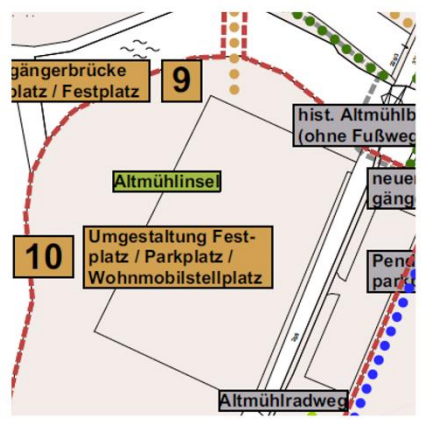 gängerbrücke
platz / Festplatz
9
hist. Altmühlb
(ohne Fußweg
Altmühlinsel
neue
gäng
10
Umgestaltung Fest-
platz / Parkplatz /
Wohnmobilstellplatz
Pend
park
Altmühlradweg